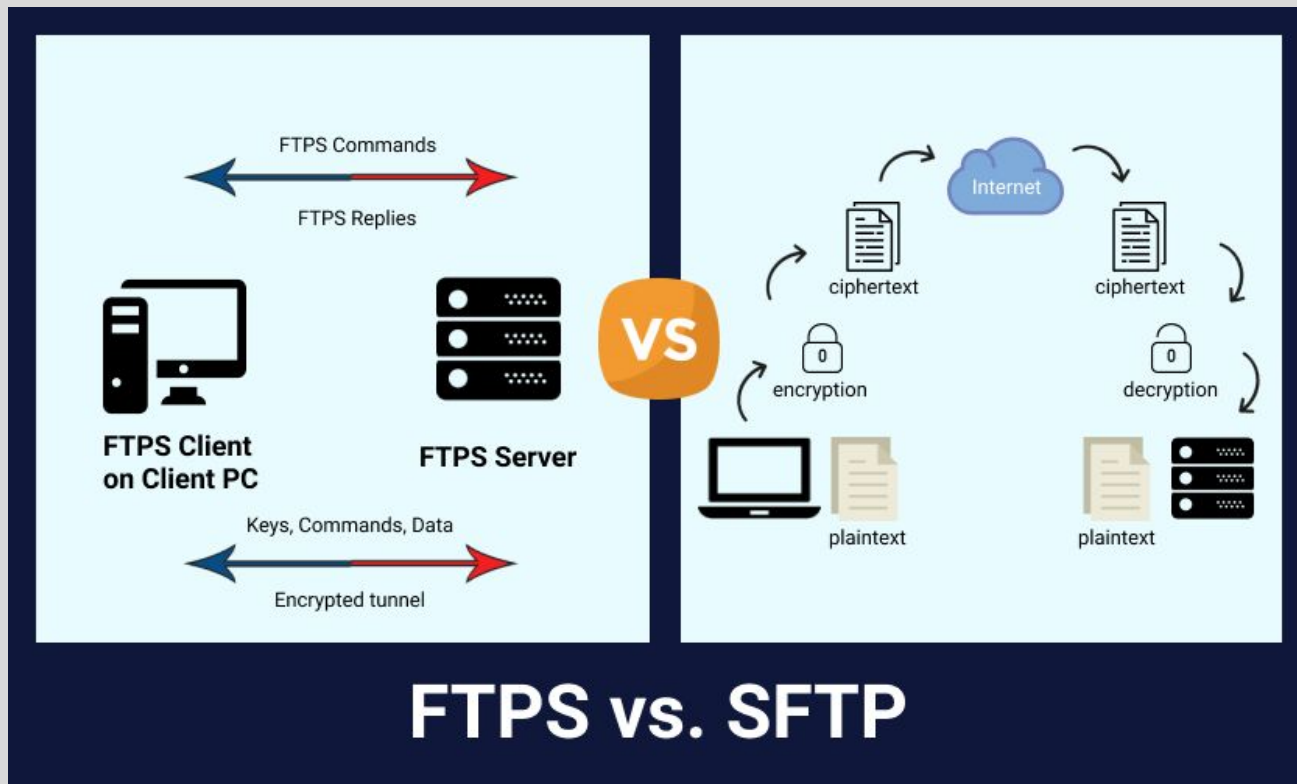 FTPS Commands
FTPS Replies
FTPS Client
on Client PC
FTPS Server
Keys, Commands, Data
Encrypted tunnel
VS
Internet
ciphertext
ciphertext
0
0
encryption
decryption
plaintext
plaintext
FTPS vs. SFTP